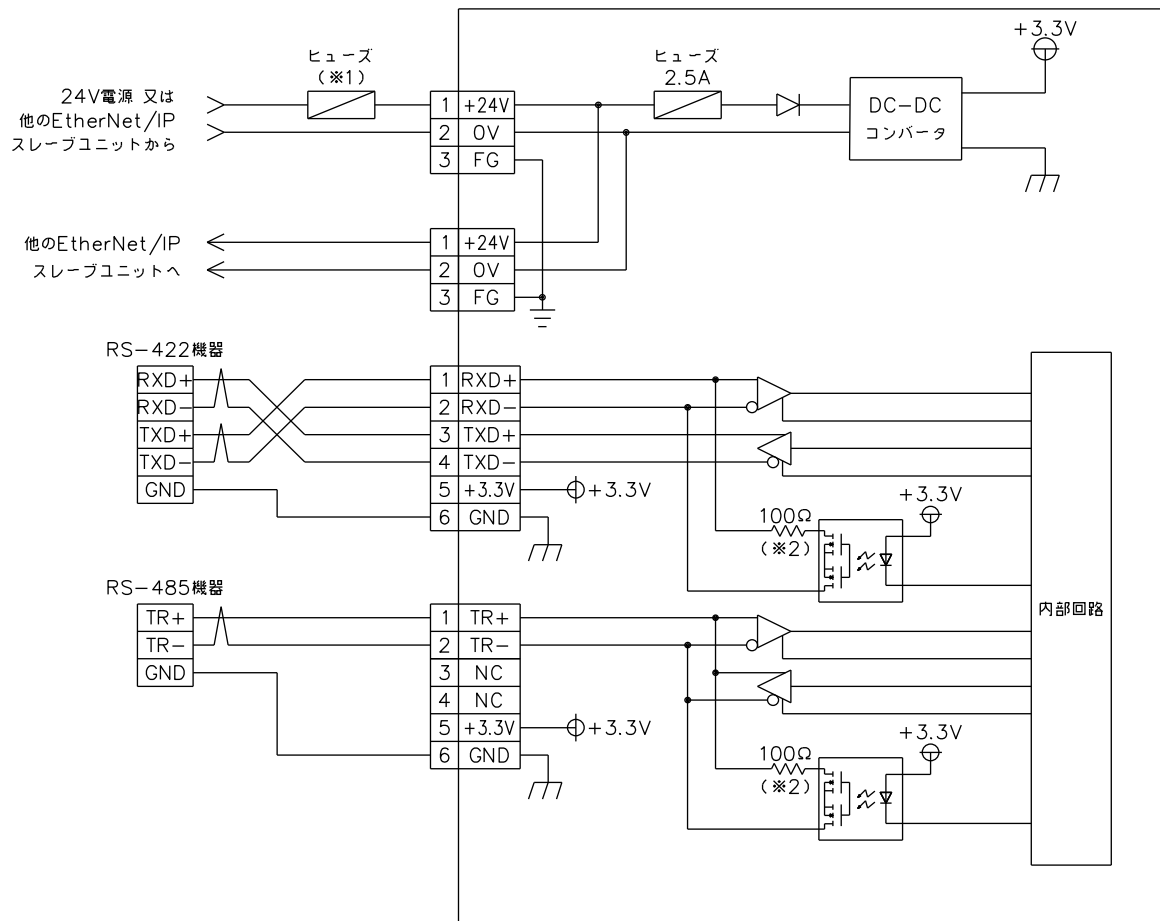 +3.3V
ヒューズ
(※1)
ヒューズ
2.5A
24V電源 又は
他のEtherNet/IP
スレーブユニットから
1 +24V
2 0V
3 FG
DC-DC
コンバータ
他のEtherNet/IP
スレーブユニットへ
1 +24V
2 0V
3 FG
RS-422機器
RXD+
RXD-
TXD+
TXD-
GND
1 RXD+
2 RXD-
3 TXD+
4 TXD-
5 +3.3V
6 GND
+3.3V
100Ω
(※2)
+3.3V
内部回路
RS-485機器
TR+
TR-
GND
1 TR+
2 TR-
3 NC
4 NC
5 +3.3V
6 GND
+3.3V
100Ω
(※2)
+3.3V